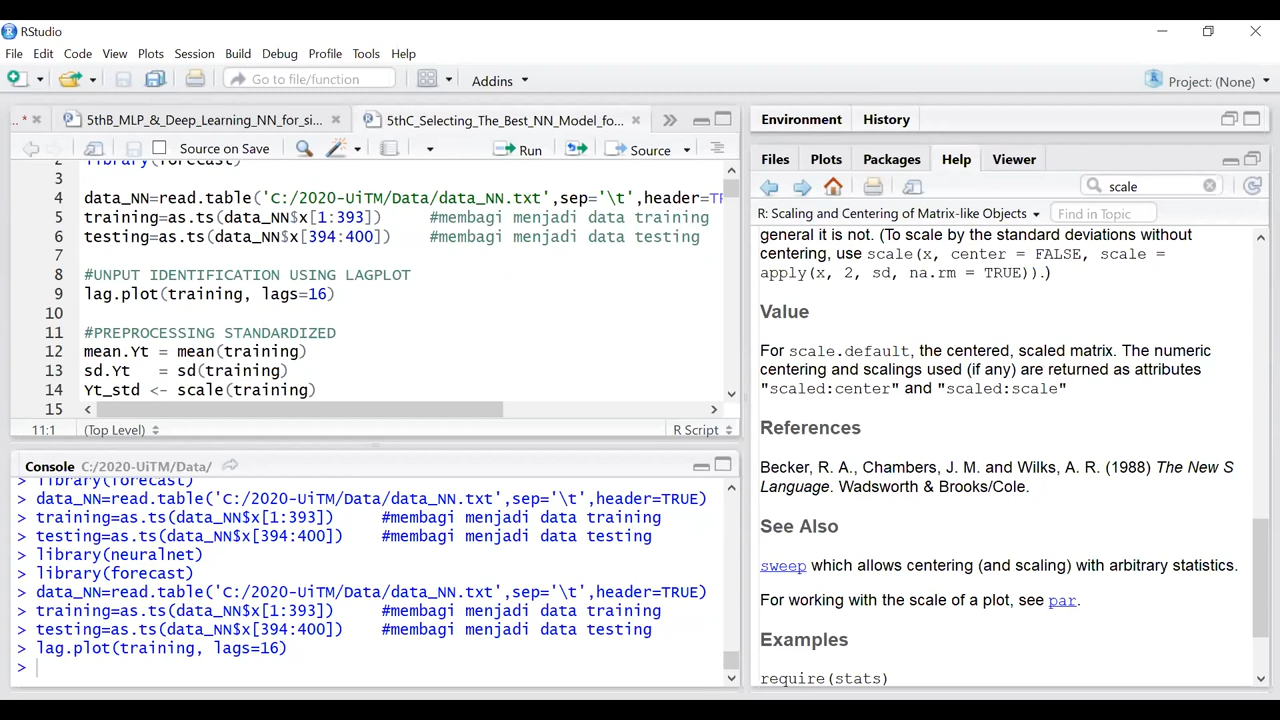 RStudio
File Edit Code View Plots Session Build Debug Profile Tools Help
Go to file/function
Addins
Project: (None)
5thB_MLP_&_Deep_Learning_NN_for_si...
5thC_Selecting_The_Best_NN_Model_fo...
Source on Save
Run
Source
2 library(forecast)
3
4 data_NN=read.table('C:/2020-UiTM/Data/data_NN.txt',sep='\t',header=TR
5 training=as.ts(data_NN$x[1:393]) #membagi menjadi data training
6 testing=as.ts(data_NN$x[394:400]) #membagi menjadi data testing
7
8 #UNPUT IDENTIFICATION USING LAGPLOT
9 lag.plot(training, lags=16)
10
11 #PREPROCESSING STANDARDIZED
12 mean.Yt = mean(training)
13 sd.Yt = sd(training)
14 Yt_std <- scale(training)
15
11:1 (Top Level) R Script
Console C:/2020-UiTM/Data/
> library(forecast)
> data_NN=read.table('C:/2020-UiTM/Data/data_NN.txt',sep='\t',header=TRUE)
> training=as.ts(data_NN$x[1:393]) #membagi menjadi data training
> testing=as.ts(data_NN$x[394:400]) #membagi menjadi data testing
> library(neuralnet)
> library(forecast)
> data_NN=read.table('C:/2020-UiTM/Data/data_NN.txt',sep='\t',header=TRUE)
> training=as.ts(data_NN$x[1:393]) #membagi menjadi data training
> testing=as.ts(data_NN$x[394:400]) #membagi menjadi data testing
> lag.plot(training, lags=16)
>
Environment History
Files Plots Packages Help Viewer
scale
R: Scaling and Centering of Matrix-like Objects
Find in Topic
general it is not. (To scale by the standard deviations without
centering, use scale(x, center = FALSE, scale =
apply(x, 2, sd, na.rm = TRUE)).)
Value
For scale.default, the centered, scaled matrix. The numeric
centering and scalings used (if any) are returned as attributes
"scaled:center" and "scaled:scale"
References
Becker, R. A., Chambers, J. M. and Wilks, A. R. (1988) The New S
Language. Wadsworth & Brooks/Cole.
See Also
sweep which allows centering (and scaling) with arbitrary statistics.
For working with the scale of a plot, see par.
Examples
require(stats)